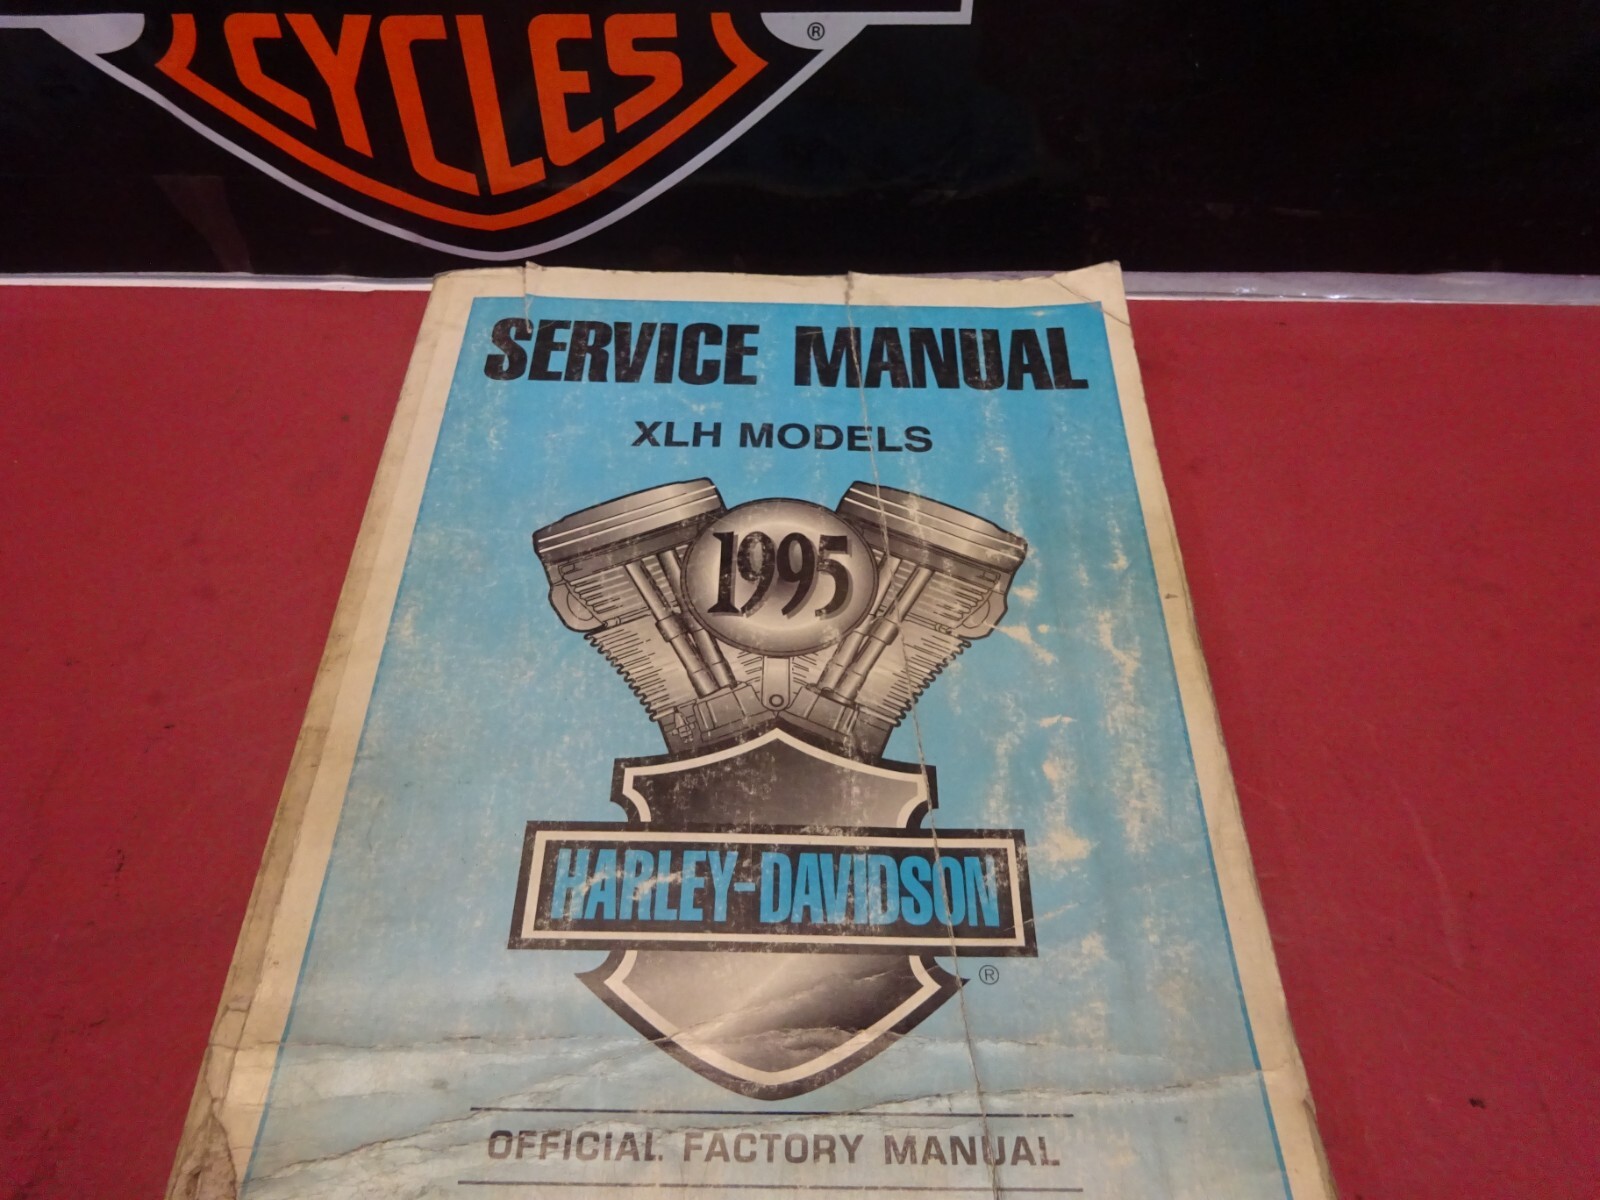 CYCLES
®
SERVICE MANUAL
XLH MODELS
1995
HARLEY-DAVIDSON
®
OFFICIAL FACTORY MANUAL